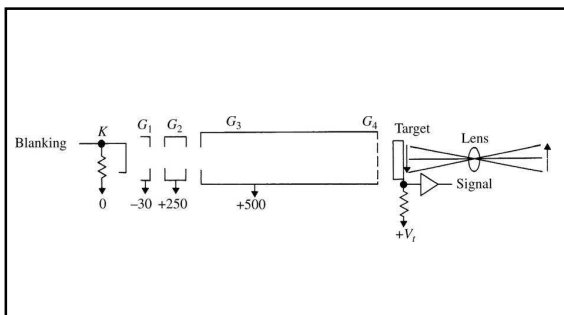 K G1 G2 G3 G4 Target Lens
Blanking
Signal
0 –30 +250 +500
+Vt